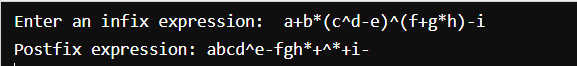 Enter an infix expression:  a+b*(c^d-e)^(f+g*h)-i
Postfix expression: abcd^e-fgh*+^*+i-